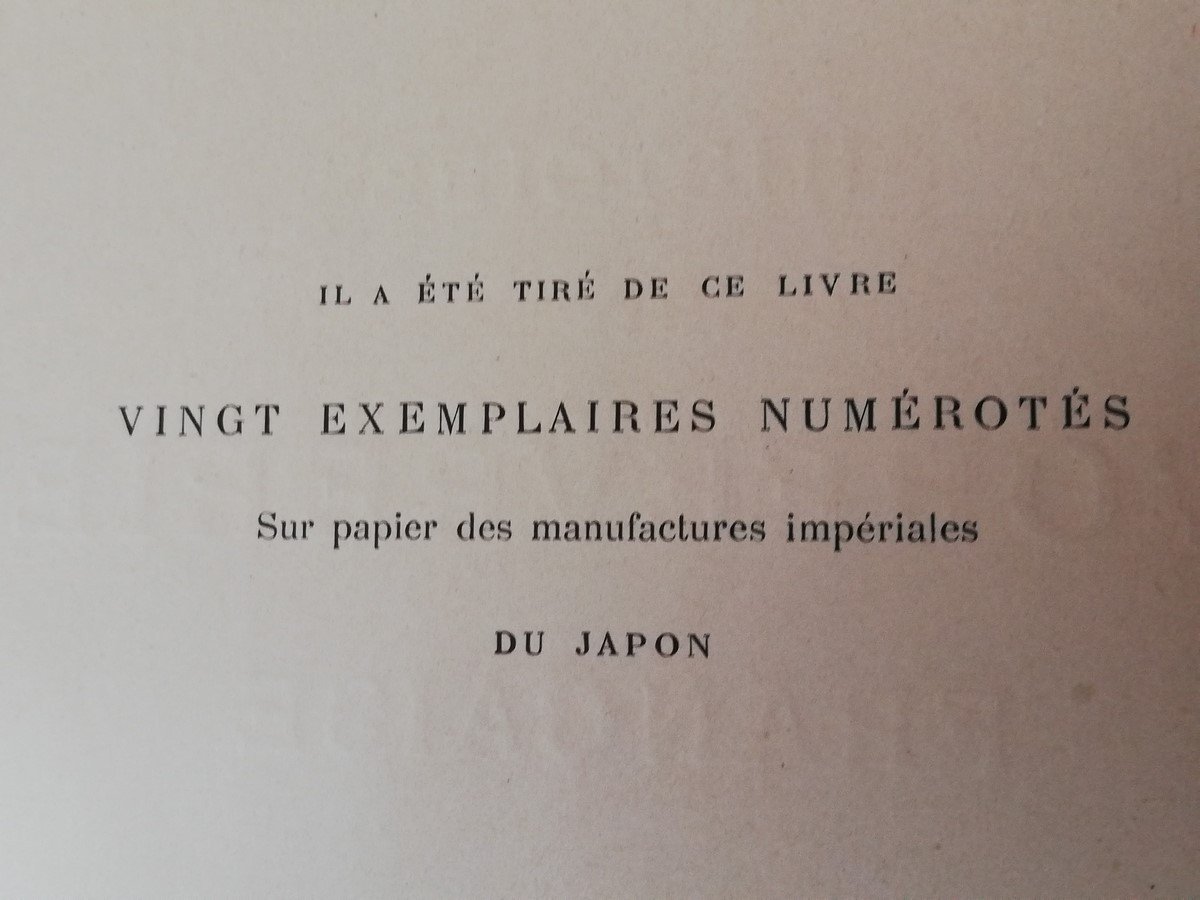 IL A ÉTÉ TIRÉ DE CE LIVRE
VINGT EXEMPLAIRES NUMÉROTÉS
Sur papier des manufactures impériales
DU JAPON